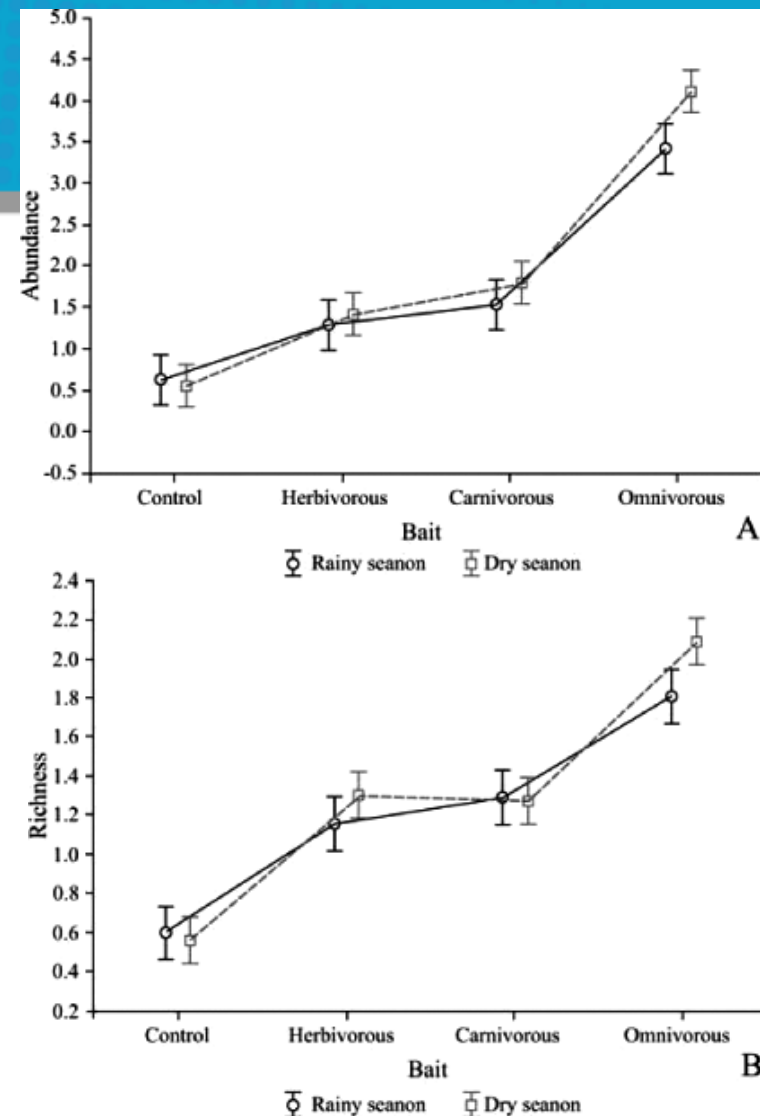 5.0
4.5
4.0
3.5
3.0
2.5
2.0
1.5
1.0
0.5
0.0
-0.5
Abundance
Control Herbivorous Carnivorous Omnivorous
Bait
A
Rainy seanon Dry seanon
2.4
2.2
2.0
1.8
1.6
1.4
1.2
1.0
0.8
0.6
0.4
0.2
Richness
Control Herbivorous Carnivorous Omnivorous
Bait
B
Rainy seanon Dry seanon